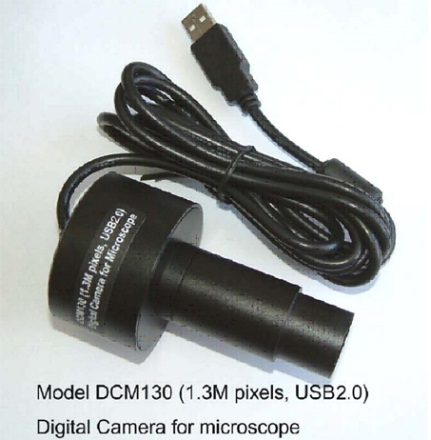 DCM130 (1.3M pixels, USB2.0)
Digital Camera for Microscope
Model DCM130 (1.3M pixels, USB2.0)
Digital Camera for microscope